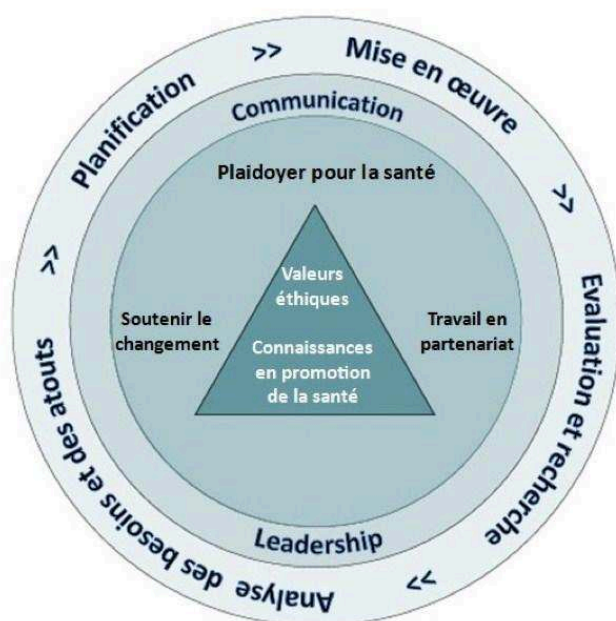 Planification
>>
Mise en œuvre
>>
Evaluation et recherche
>>
Analyse des besoins et des atouts
>>
Communication
Plaidoyer pour la santé
Valeurs
éthiques
Soutenir le
changement
Travail en
partenariat
Connaissances
en promotion
de la santé
Leadership